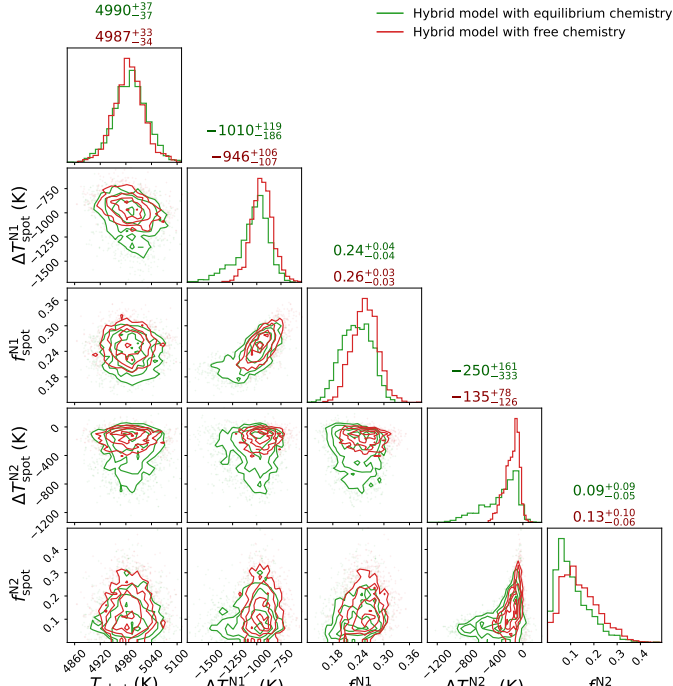 Hybrid model with equilibrium chemistry
Hybrid model with free chemistry
4990^{+37}_{-37}
4987^{+33}_{-34}
−1010^{+119}_{-186}
−946^{+106}_{-107}
0.24^{+0.04}_{-0.04}
0.26^{+0.03}_{-0.03}
−250^{+161}_{-333}
−135^{+78}_{-126}
0.09^{+0.09}_{-0.05}
0.13^{+0.10}_{-0.06}
ΔT^{N1}_{spot} (K)
−750
−1000
−1250
−1500
f^{N1}_{spot}
0.36
0.30
0.24
0.18
ΔT^{N2}_{spot} (K)
0
−400
−800
−1200
f^{N2}_{spot}
0.4
0.3
0.2
0.1
4860 4920 4980 5040 5100
−1500 −1250 −1000 −750
0.18 0.24 0.30 0.36
−1200 −800 −400 0
0.1 0.2 0.3 0.4
(K)
ΔT^{N1} (K)
f^{N1}
ΔT^{N2} (K)
f^{N2}